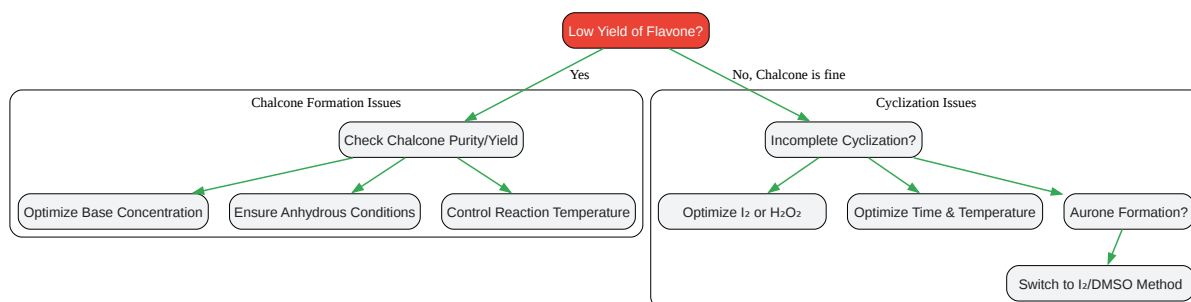 Low Yield of Flavone?
Yes
No, Chalcone is fine
Chalcone Formation Issues
Cyclization Issues
Check Chalcone Purity/Yield
Incomplete Cyclization?
Optimize Base Concentration
Ensure Anhydrous Conditions
Control Reaction Temperature
Optimize I₂ or H₂O₂
Optimize Time & Temperature
Aurone Formation?
Switch to I₂/DMSO Method